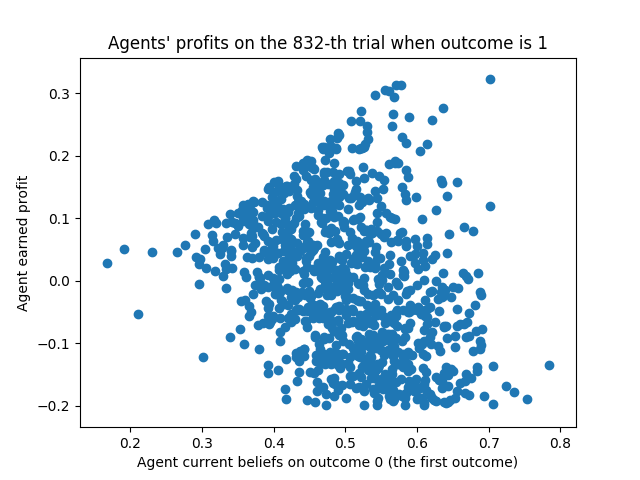 Agents' profits on the 832-th trial when outcome is 1
Agent earned profit
0.3
0.2
0.1
0.0
−0.1
−0.2
0.2 0.3 0.4 0.5 0.6 0.7 0.8
Agent current beliefs on outcome 0 (the first outcome)